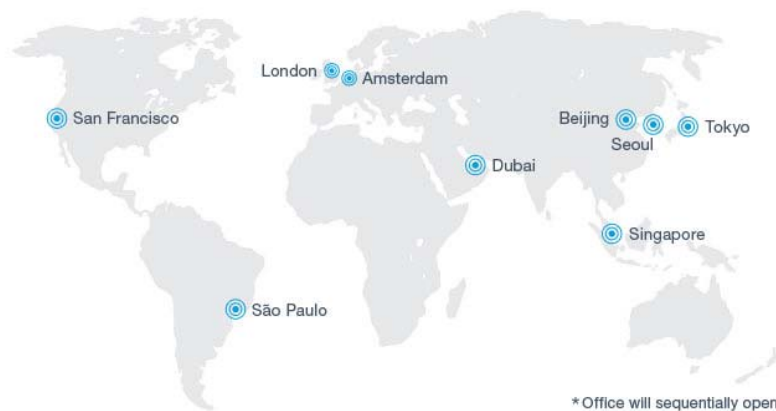 London
Amsterdam
San Francisco
Beijing
Seoul
Tokyo
Dubai
Singapore
São Paulo
* Office will sequentially open